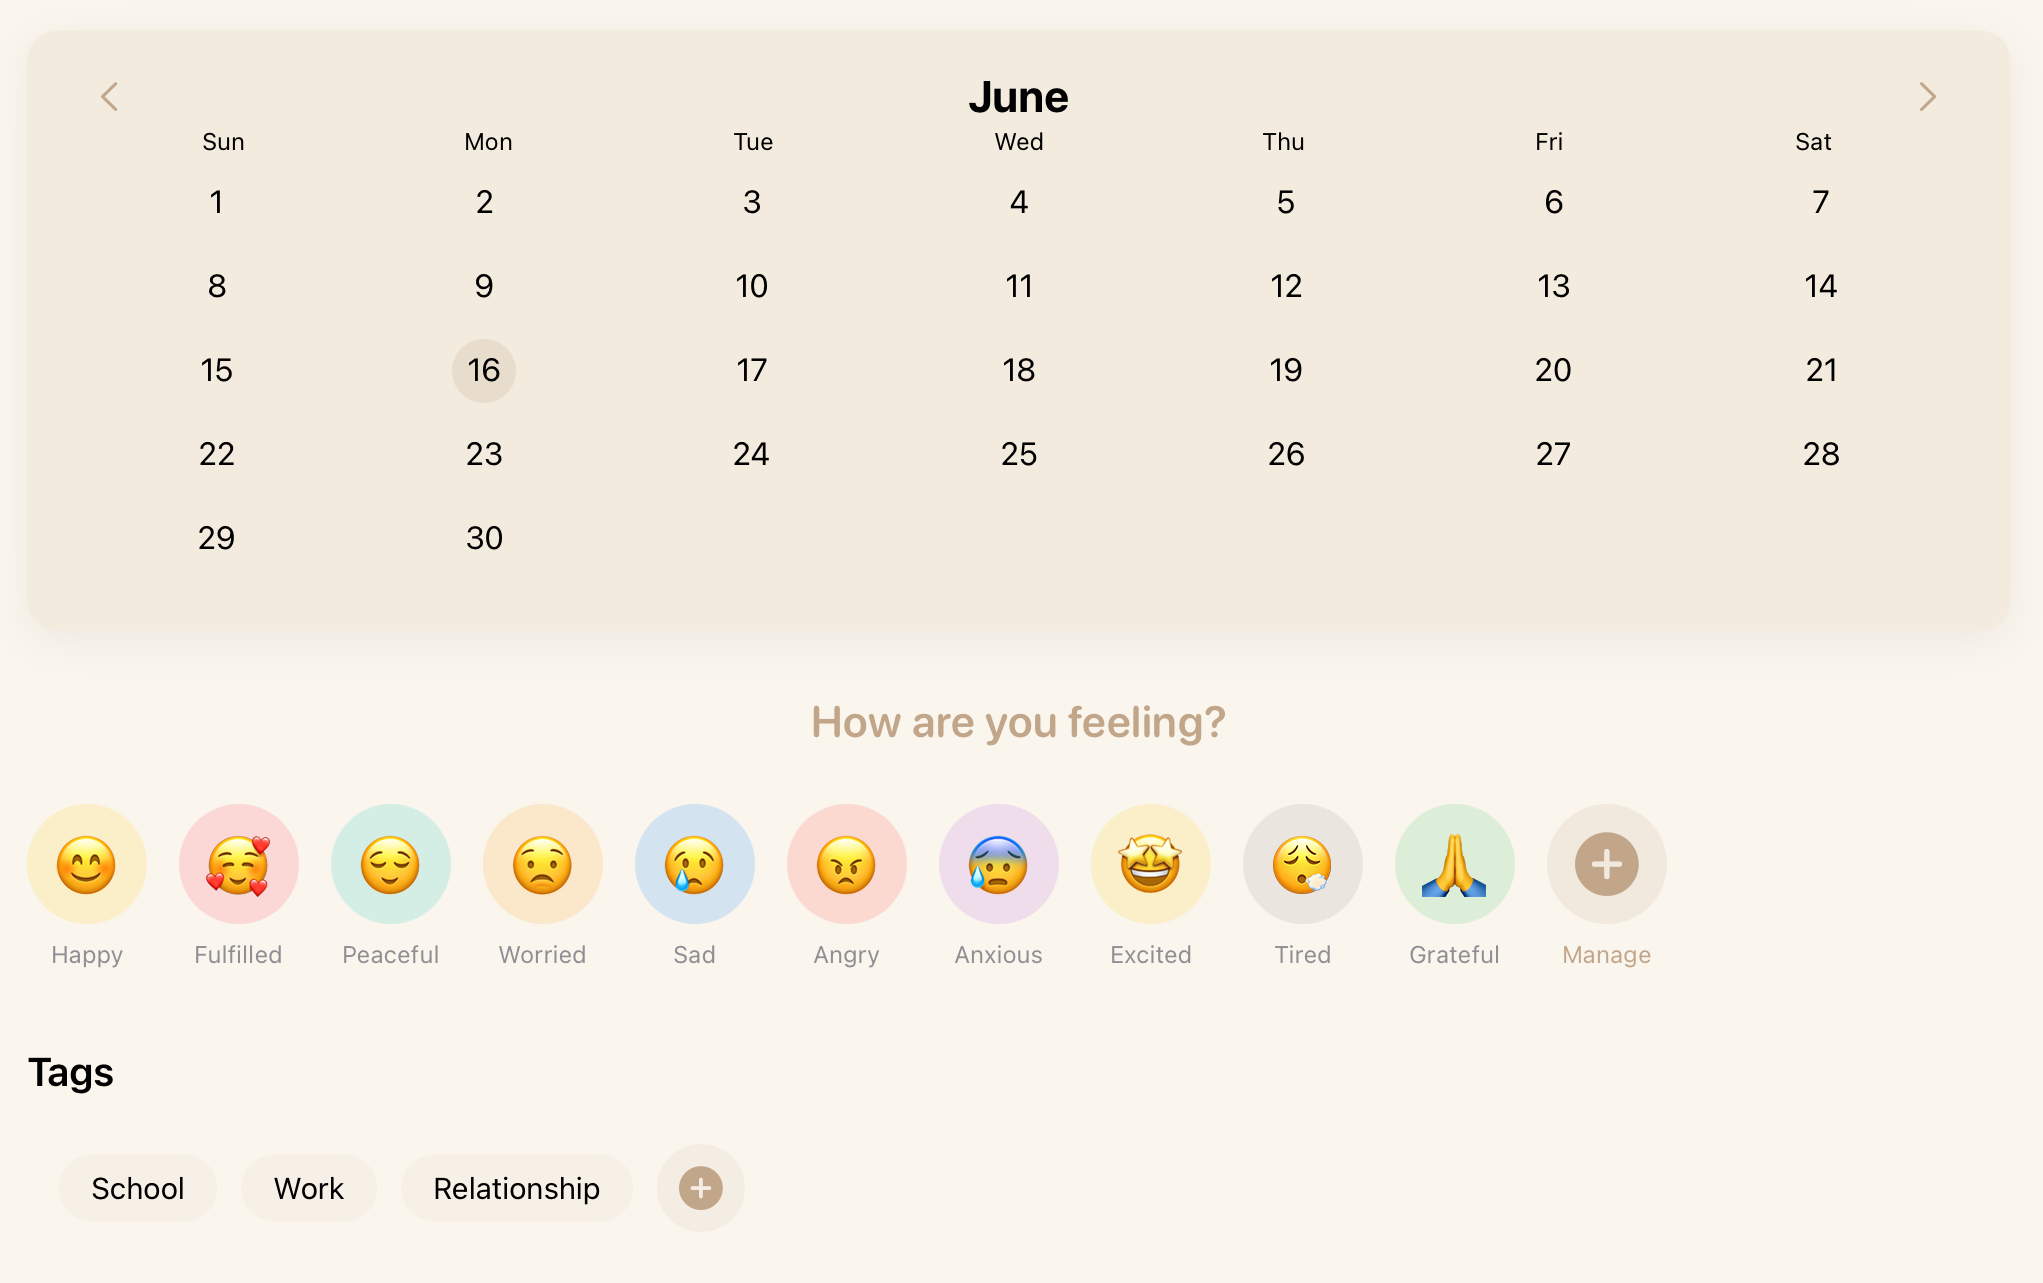 June
Sun Mon Tue Wed Thu Fri Sat
1 2 3 4 5 6 7
8 9 10 11 12 13 14
15 16 17 18 19 20 21
22 23 24 25 26 27 28
29 30
How are you feeling?
Happy Fulfilled Peaceful Worried Sad Angry Anxious Excited Tired Grateful Manage
Tags
School Work Relationship